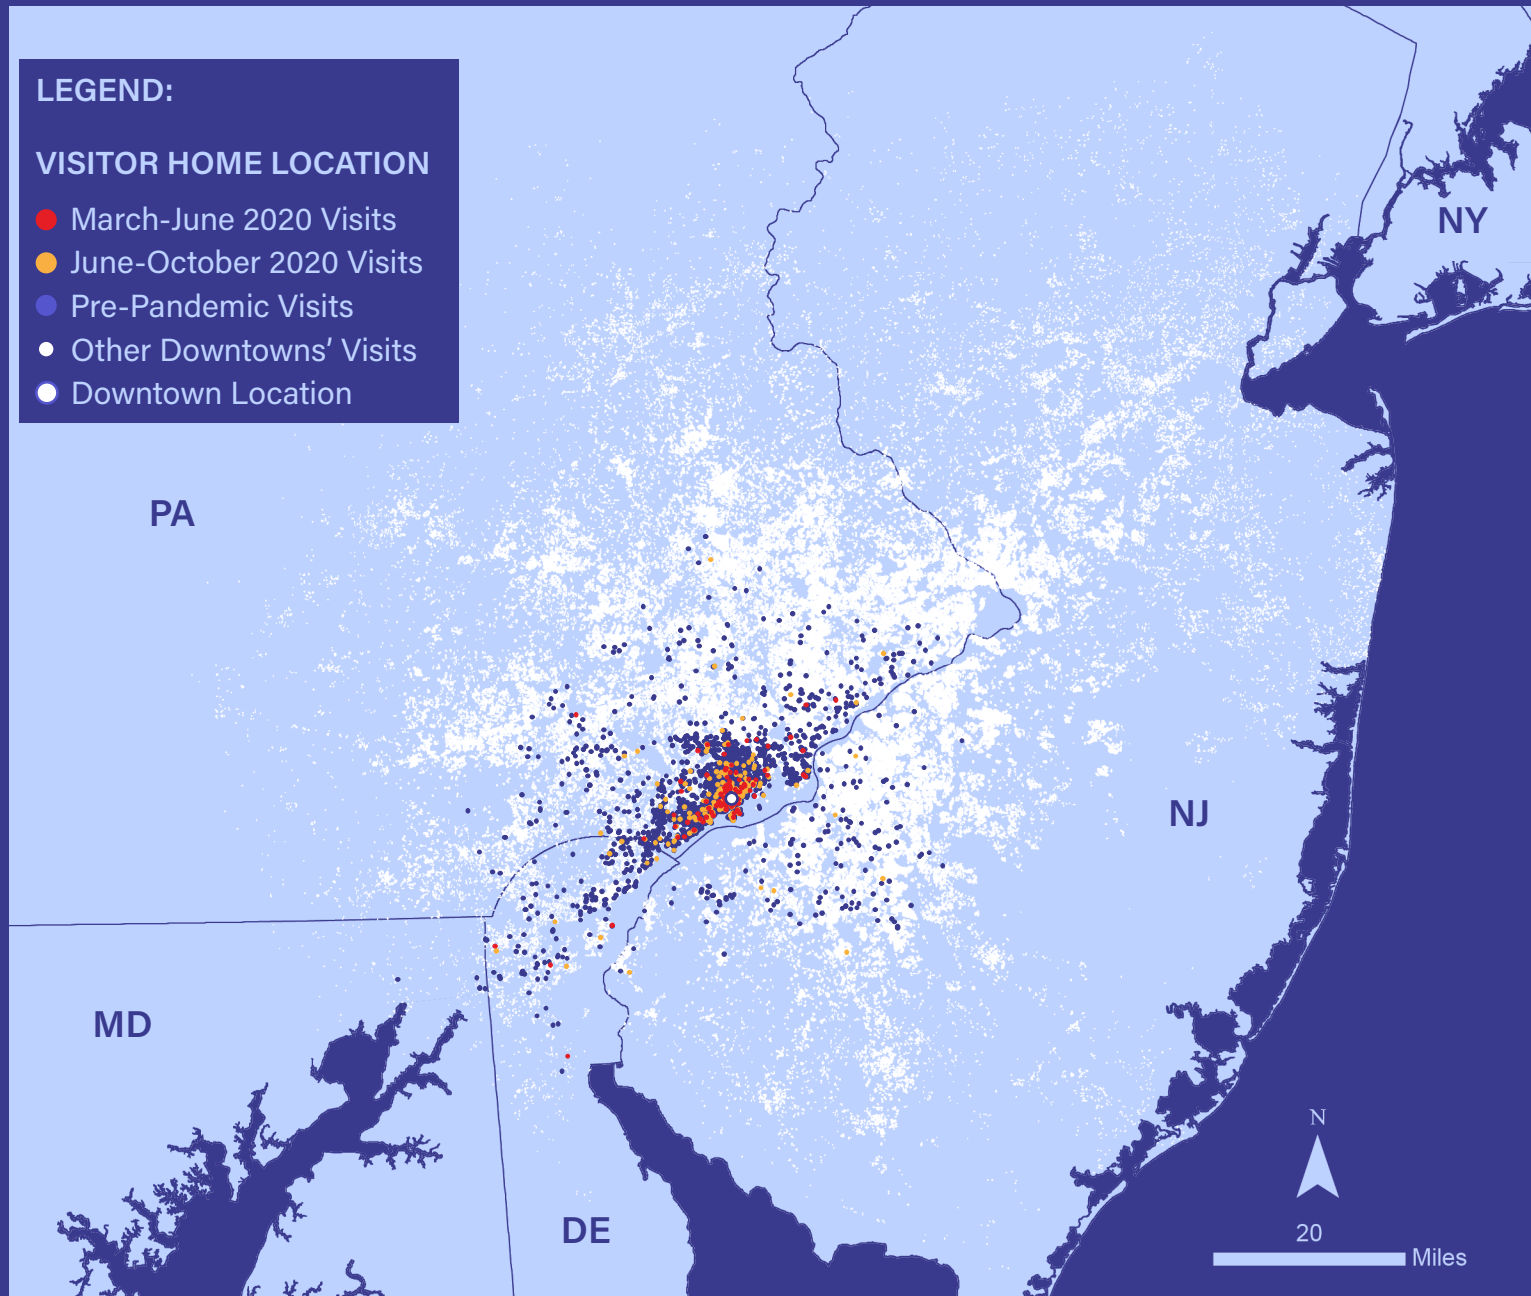 LEGEND:
VISITOR HOME LOCATION
March-June 2020 Visits
June-October 2020 Visits
Pre-Pandemic Visits
Other Downtowns’ Visits
Downtown Location
NY
PA
NJ
MD
DE
N
20
Miles